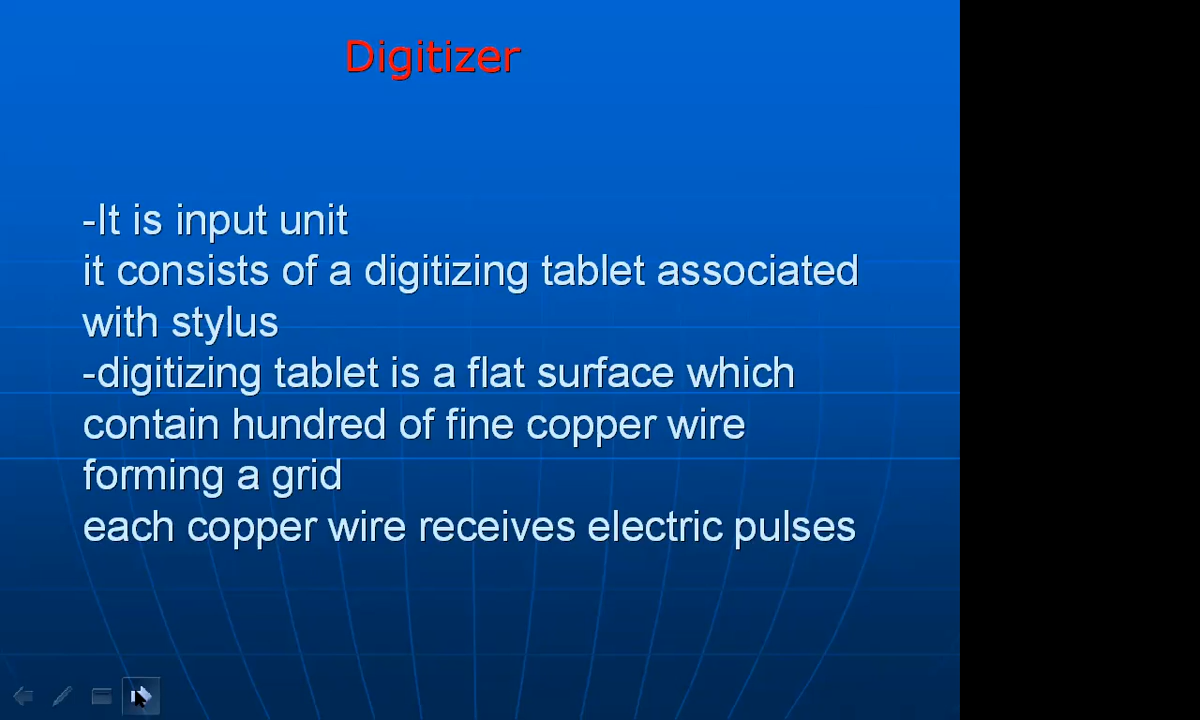 Digitizer
-It is input unit
it consists of a digitizing tablet associated
with stylus
-digitizing tablet is a flat surface which
contain hundred of fine copper wire
forming a grid
each copper wire receives electric pulses